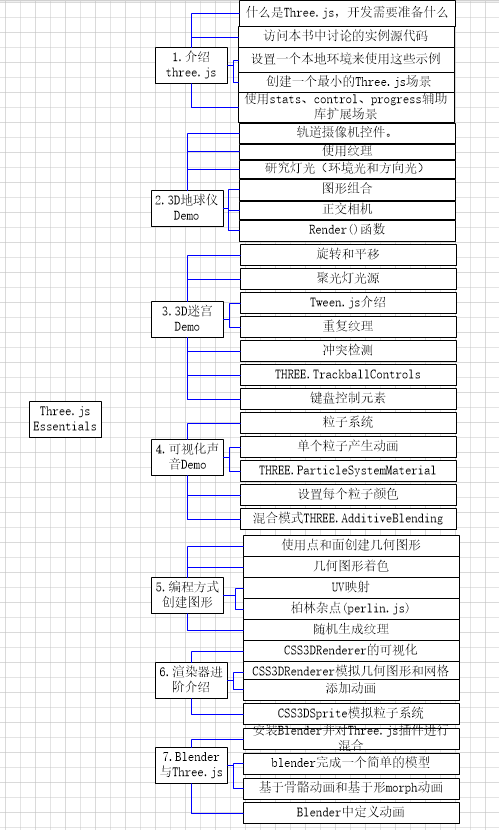 Three.js
Essentials
1.介绍
three.js
什么是Three.js, 开发需要准备什么
访问本书中讨论的实例源代码
设置一个本地环境来使用这些示例
创建一个最小的Three.js场景
使用stats、control、progress辅助
库扩展场景
2.3D地球仪
Demo
轨道摄像机控件。
使用纹理
研究灯光（环境光和方向光）
图形组合
正交相机
Render()函数
3.3D迷宫
Demo
旋转和平移
聚光灯光源
Tween.js介绍
重复纹理
冲突检测
THREE.TrackballControls
键盘控制元素
4.可视化声
音Demo
粒子系统
单个粒子产生动画
THREE.ParticleSystemMaterial
设置每个粒子颜色
混合模式THREE.AdditiveBlending
5.编程方式
创建图形
使用点和面创建几何图形
几何图形着色
UV映射
柏林杂点(perlin.js)
随机生成纹理
6.渲染器进
阶介绍
CSS3DRenderer的可视化
CSS3DRenderer模拟几何图形和网格
添加动画
CSS3DSprite模拟粒子系统
7.Blender
与Three.js
安装Blender并对Three.js插件进行
混合
blender完成一个简单的模型
基于骨骼动画和基于形morph动画
Blender中定义动画